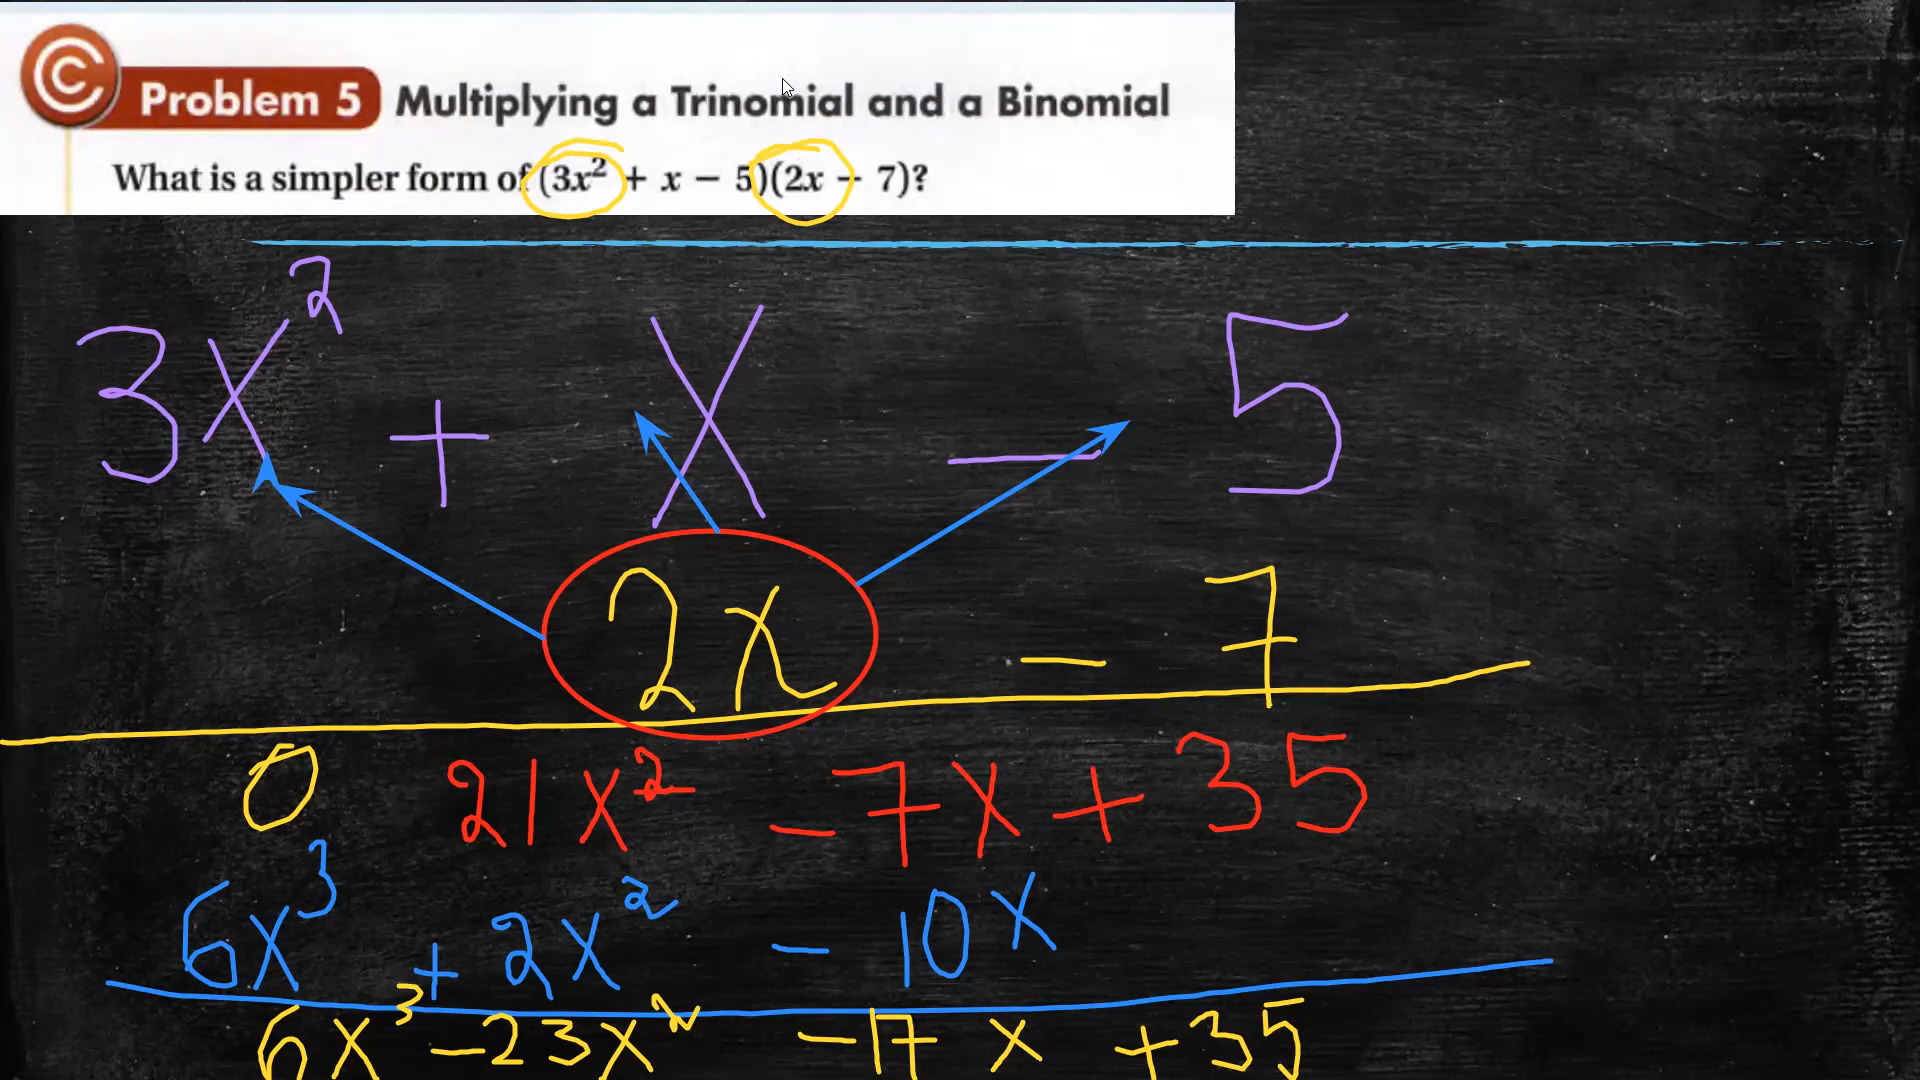 © Problem 5 Multiplying a Trinomial and a Binomial
What is a simpler form of (3x² + x − 5)(2x − 7)?
3x² + x − 5
2x − 7
0 21x² − 7x + 35
6x³ + 2x² − 10x
6x³ − 23x² − 17x + 35